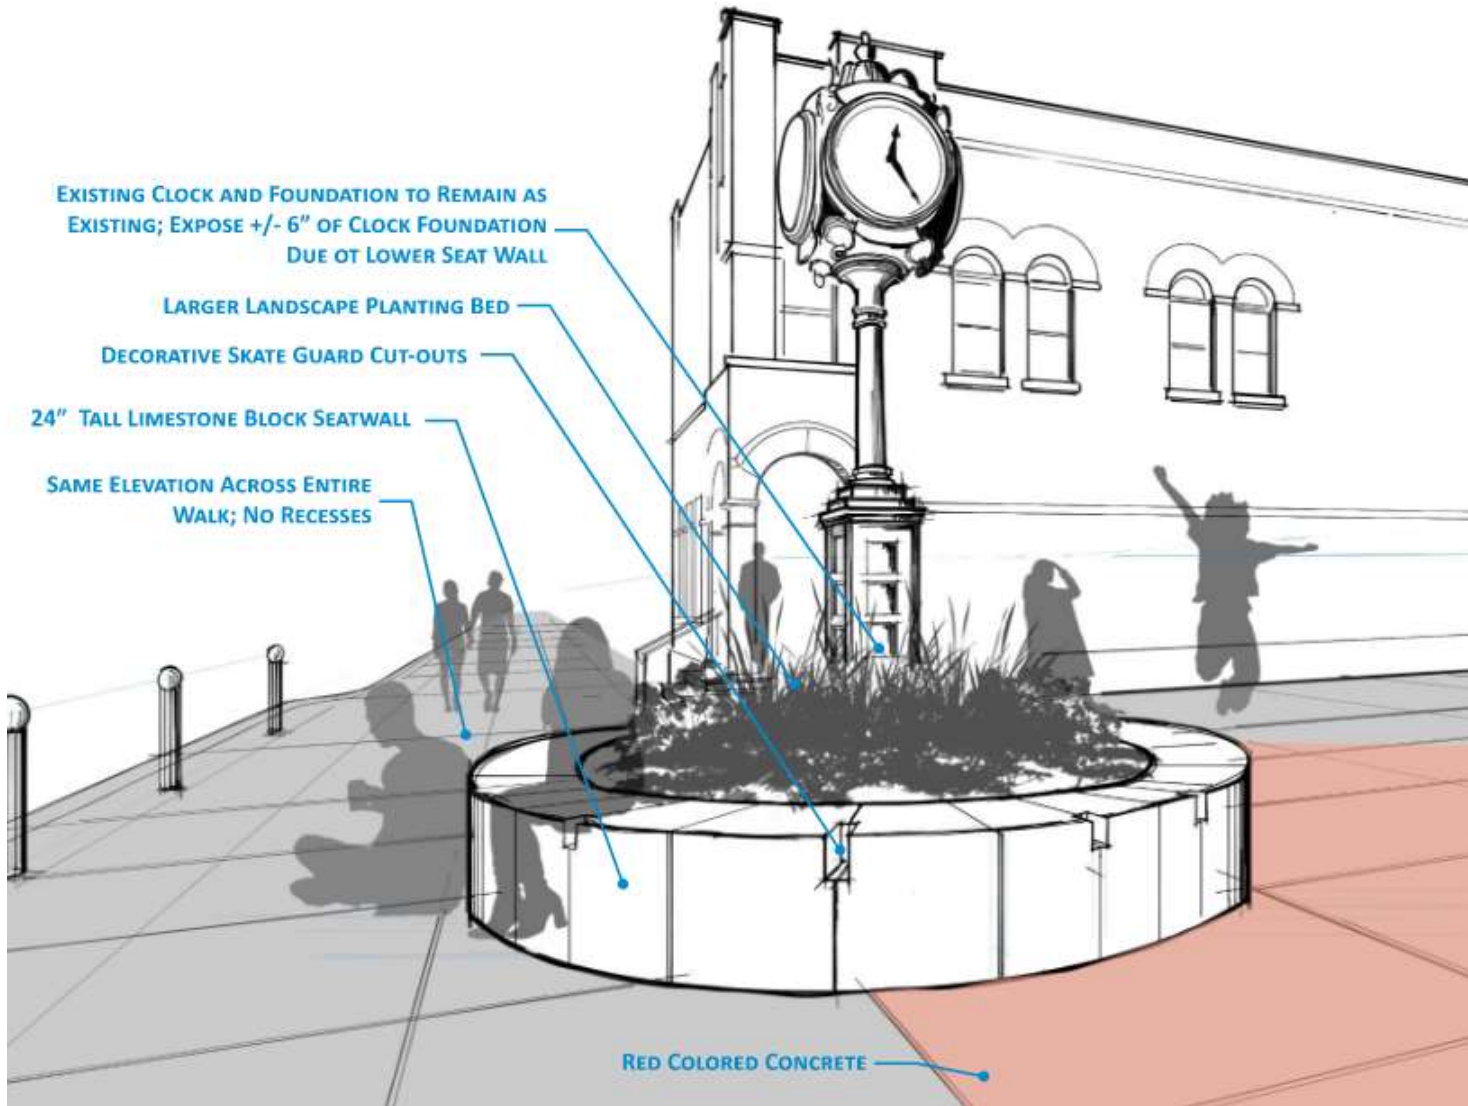 Existing Clock and Foundation to Remain as
Existing; Expose +/- 6” of Clock Foundation
Due ot Lower Seat Wall
Larger Landscape Planting Bed
Decorative Skate Guard Cut-outs
24” Tall Limestone Block Seatwall
Same Elevation Across Entire
Walk; No Recesses
Red Colored Concrete